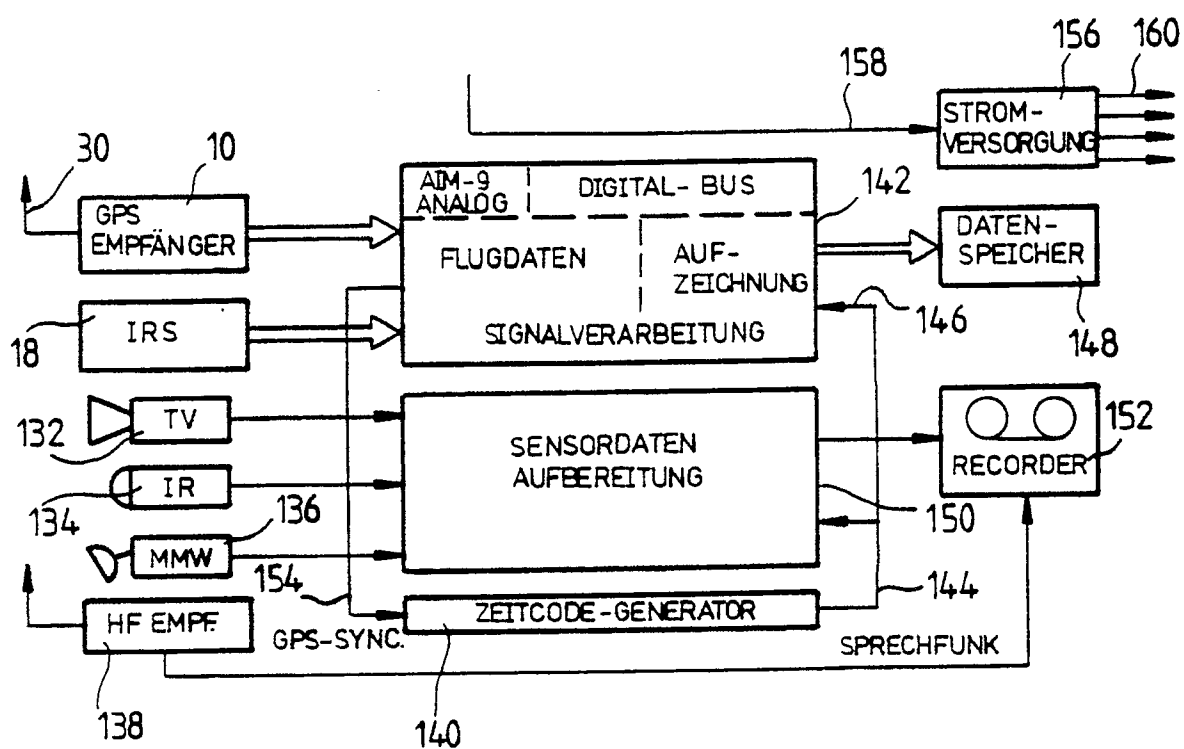 158
156
160
STROM-
VERSORGUNG
30
10
GPS
EMPFÄNGER
AIM-9
ANALOG
DIGITAL-BUS
142
FLUGDATEN
AUF-
ZEICHNUNG
SIGNALVERARBEITUNG
DATEN-
SPEICHER
148
146
18
IRS
TV
132
IR
134
136
MMW
SENSORDATEN
AUFBEREITUNG
150
RECORDER
152
154
HF EMPF.
138
GPS-SYNC.
ZEITCODE-GENERATOR
140
144
SPRECHFUNK